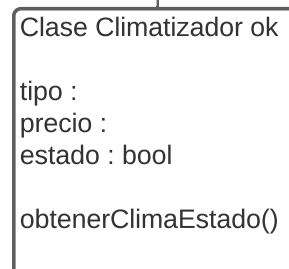 Clase Climatizador ok
tipo :
precio :
estado : bool
obtenerClimaEstado()